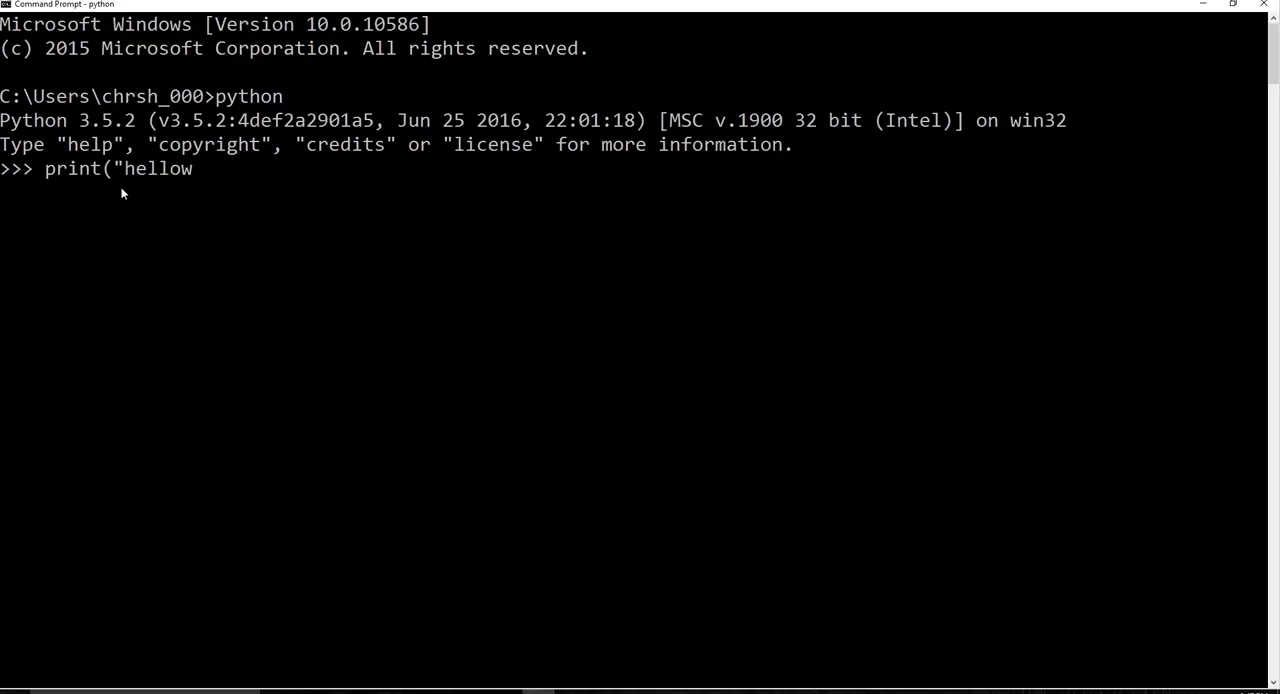 Command Prompt - python
Microsoft Windows [Version 10.0.10586]
(c) 2015 Microsoft Corporation. All rights reserved.
C:\Users\chrsh_000>python
Python 3.5.2 (v3.5.2:4def2a2901a5, Jun 25 2016, 22:01:18) [MSC v.1900 32 bit (Intel)] on win32
Type "help", "copyright", "credits" or "license" for more information.
>>> print("hellow